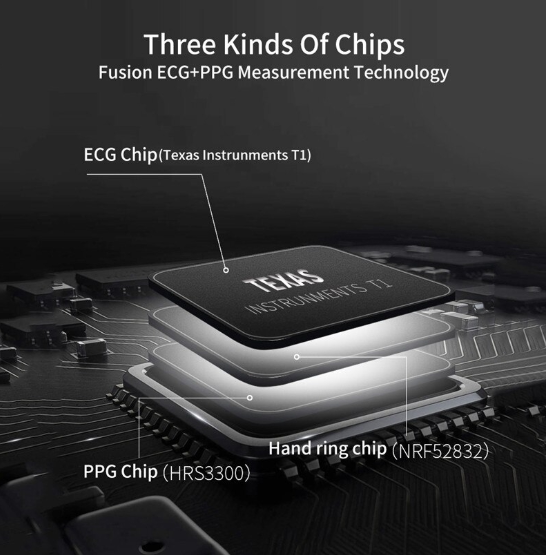 Three Kinds Of Chips
Fusion ECG+PPG Measurement Technology
ECG Chip(Texas Instrunments T1)
TEXAS
INSTRUNMENTS T1
Hand ring chip (NRF52832)
PPG Chip (HRS3300)